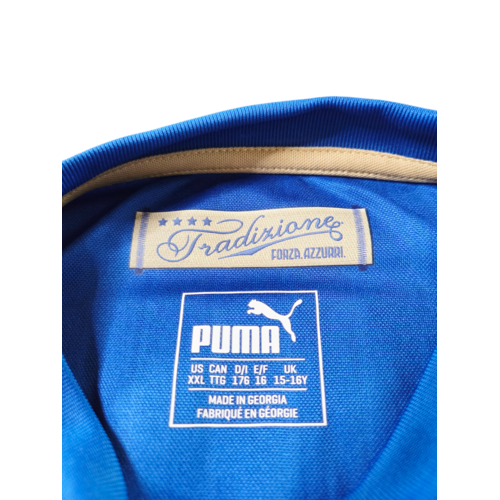 Tradizione
FORZA AZZURRI.
PUMA
US CAN D/I E/F UK
XXL TTG 176 16 15-16Y
MADE IN GEORGIA
FABRIQUÉ EN GÉORGIE